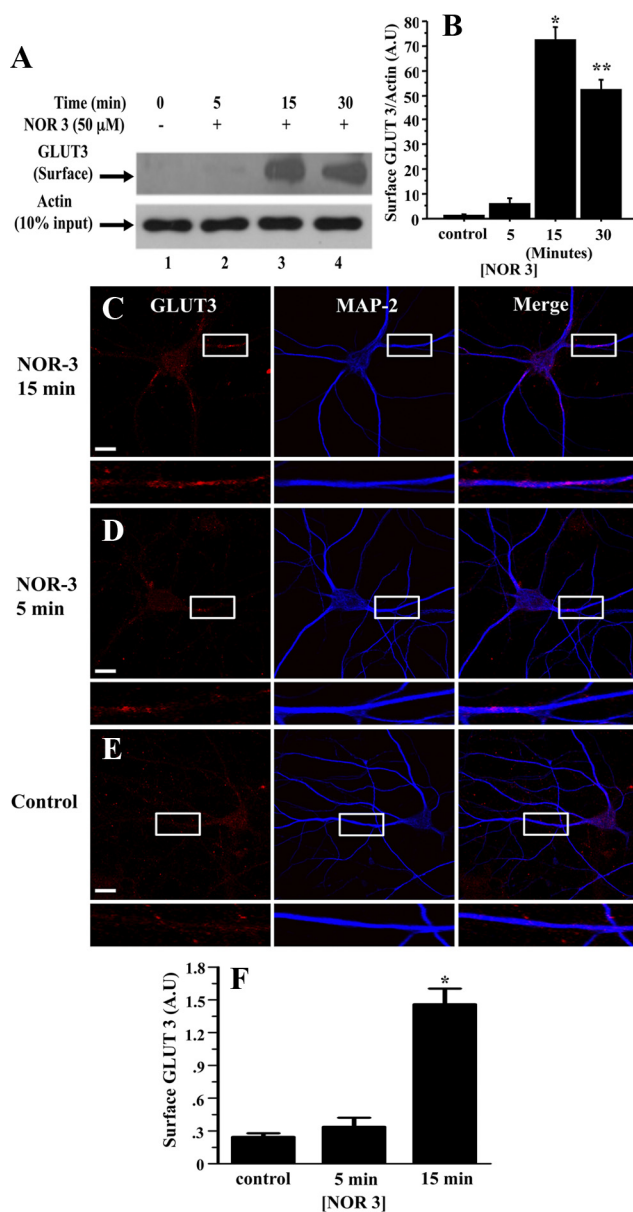 A
Time (min) 0 5 15 30
NOR 3 (50 µM) - + + +
GLUT3
(Surface)
Actin
(10% input)
1 2 3 4
B
Surface GLUT 3/Actin (A.U)
80
70
60
50
40
30
20
10
0
*
**
control 5 15 30
(Minutes)
[NOR 3]
C GLUT3 MAP-2 Merge
NOR-3
15 min
D
NOR-3
5 min
E
Control
F
Surface GLUT 3 (A.U)
1.8
1.5
1.2
.9
.6
.3
0
*
control 5 min 15 min
[NOR 3]